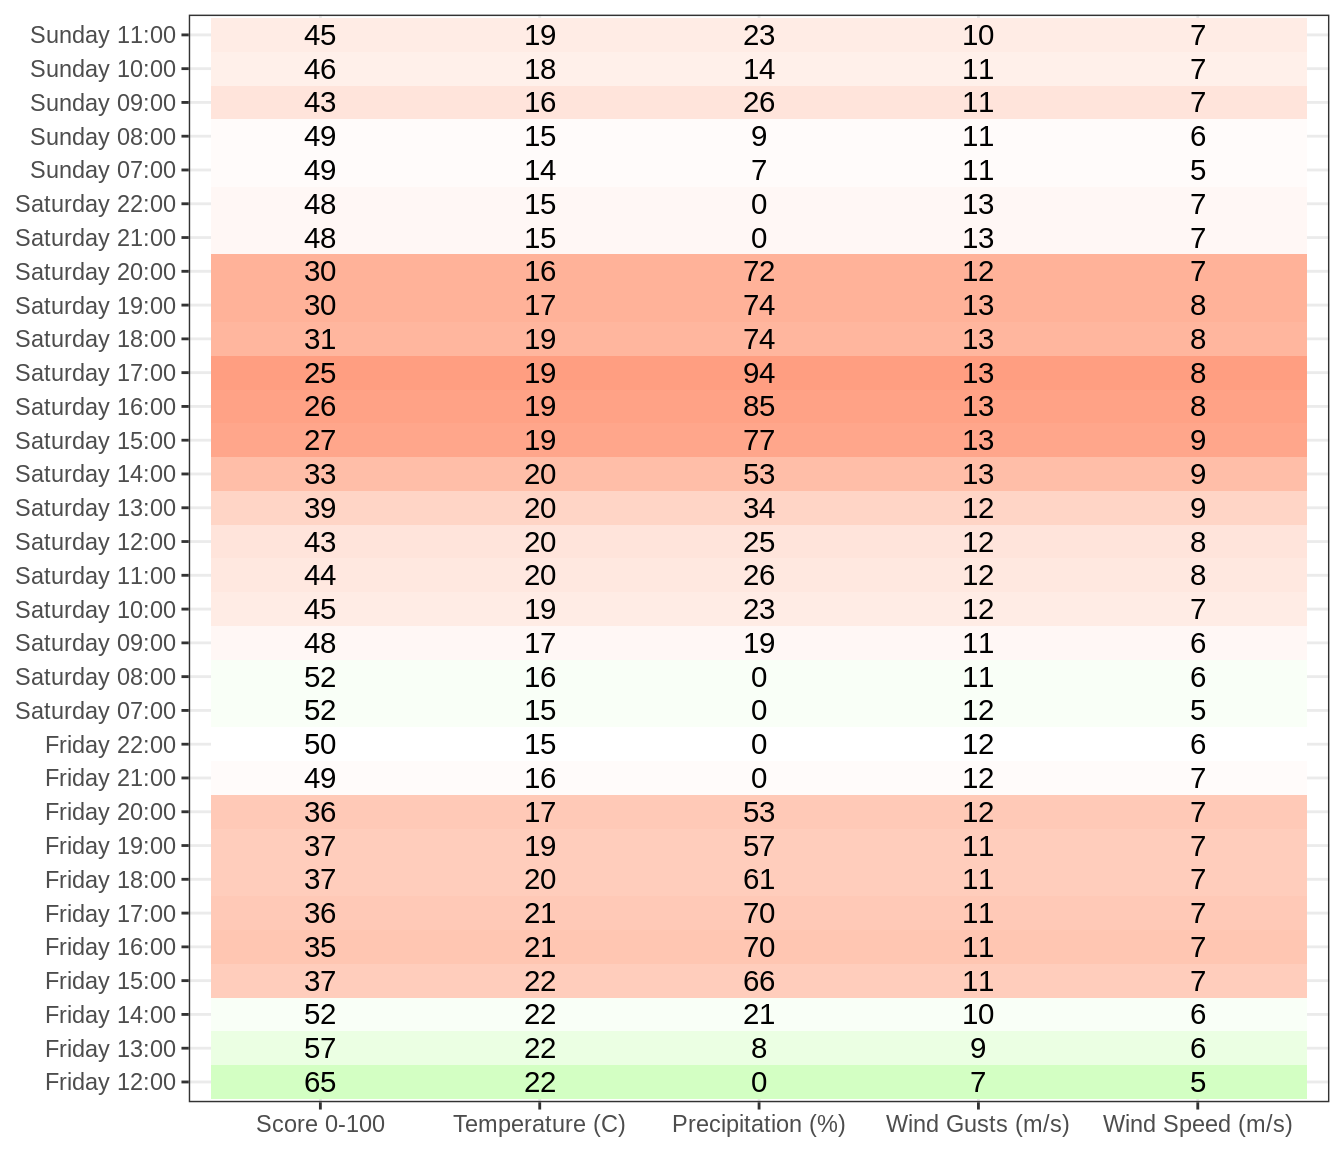 Sunday 11:00 45 19 23 10 7
Sunday 10:00 46 18 14 11 7
Sunday 09:00 43 16 26 11 7
Sunday 08:00 49 15 9 11 6
Sunday 07:00 49 14 7 11 5
Saturday 22:00 48 15 0 13 7
Saturday 21:00 48 15 0 13 7
Saturday 20:00 30 16 72 12 7
Saturday 19:00 30 17 74 13 8
Saturday 18:00 31 19 74 13 8
Saturday 17:00 25 19 94 13 8
Saturday 16:00 26 19 85 13 8
Saturday 15:00 27 19 77 13 9
Saturday 14:00 33 20 53 13 9
Saturday 13:00 39 20 34 12 9
Saturday 12:00 43 20 25 12 8
Saturday 11:00 44 20 26 12 8
Saturday 10:00 45 19 23 12 7
Saturday 09:00 48 17 19 11 6
Saturday 08:00 52 16 0 11 6
Saturday 07:00 52 15 0 12 5
Friday 22:00 50 15 0 12 6
Friday 21:00 49 16 0 12 7
Friday 20:00 36 17 53 12 7
Friday 19:00 37 19 57 11 7
Friday 18:00 37 20 61 11 7
Friday 17:00 36 21 70 11 7
Friday 16:00 35 21 70 11 7
Friday 15:00 37 22 66 11 7
Friday 14:00 52 22 21 10 6
Friday 13:00 57 22 8 9 6
Friday 12:00 65 22 0 7 5
Score 0-100 Temperature (C) Precipitation (%) Wind Gusts (m/s) Wind Speed (m/s)